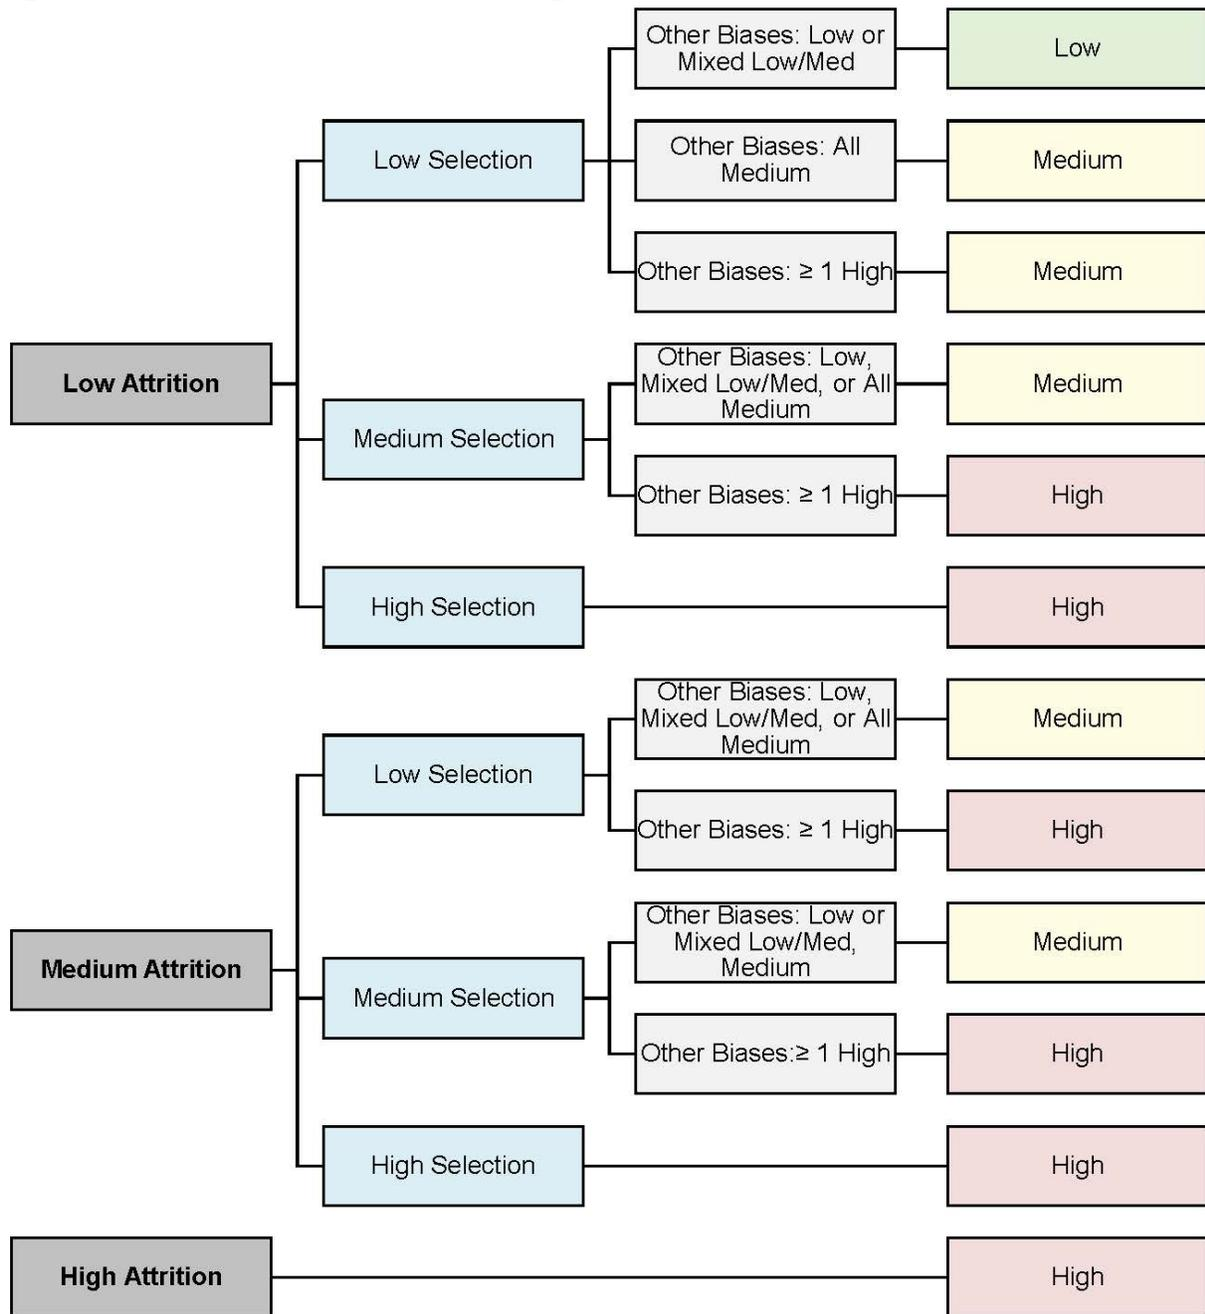 Other Biases: Low or
Mixed Low/Med
Low
Low Selection
Other Biases: All
Medium
Medium
Other Biases: ≥ 1 High
Medium
Low Attrition
Other Biases: Low,
Mixed Low/Med, or All
Medium
Medium
Medium Selection
Other Biases: ≥ 1 High
High
High Selection
High
Other Biases: Low,
Mixed Low/Med, or All
Medium
Medium
Low Selection
Other Biases: ≥ 1 High
High
Medium Attrition
Other Biases: Low or
Mixed Low/Med,
Medium
Medium
Medium Selection
Other Biases:≥ 1 High
High
High Selection
High
High Attrition
High